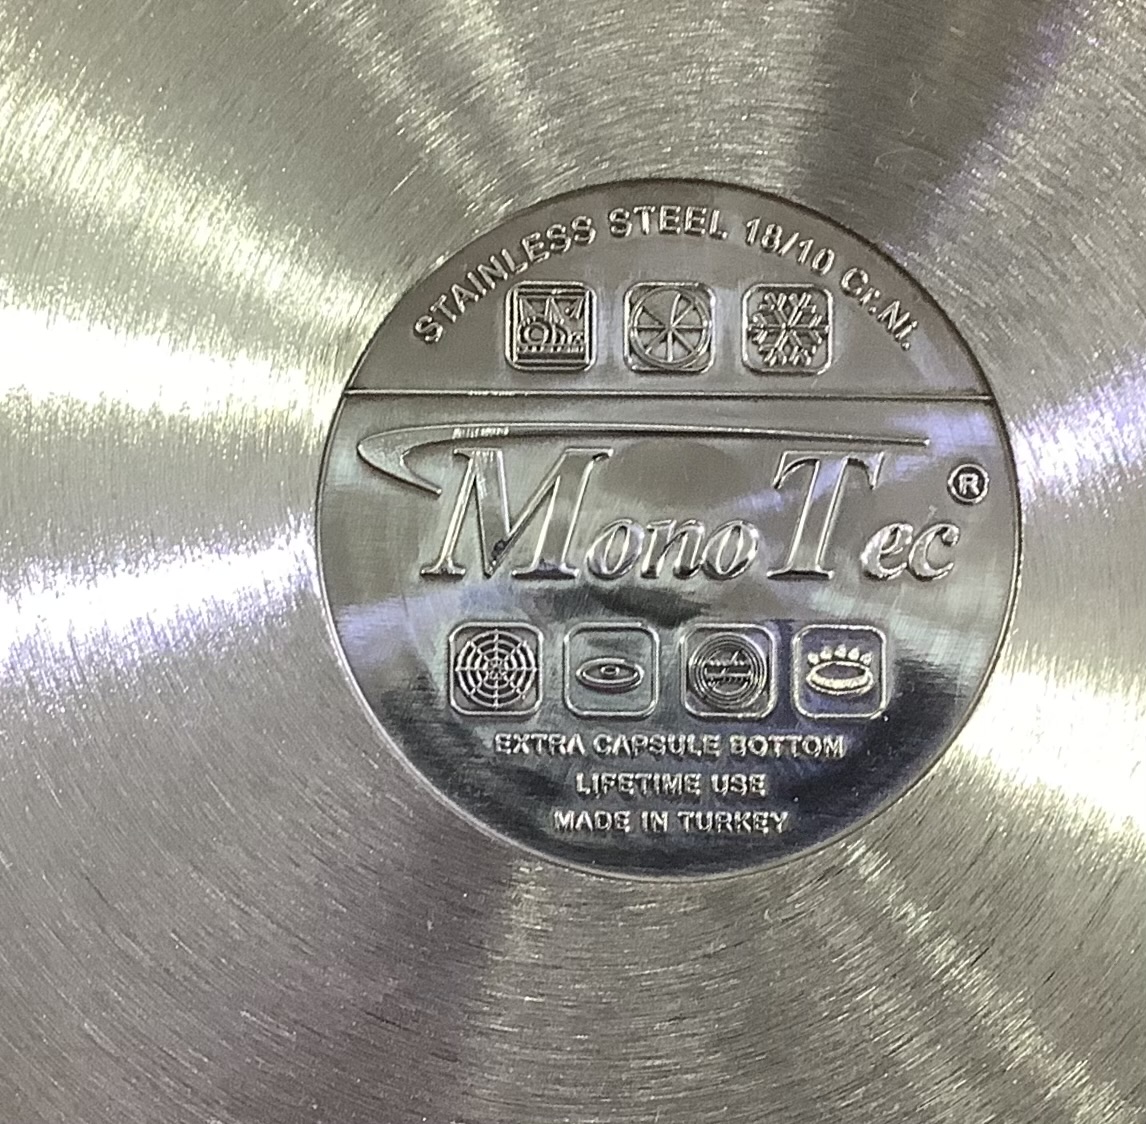 STAINLESS STEEL 18/10 Cr.Ni.
MonoTec®
EXTRA CAPSULE BOTTOM
LIFETIME USE
MADE IN TURKEY